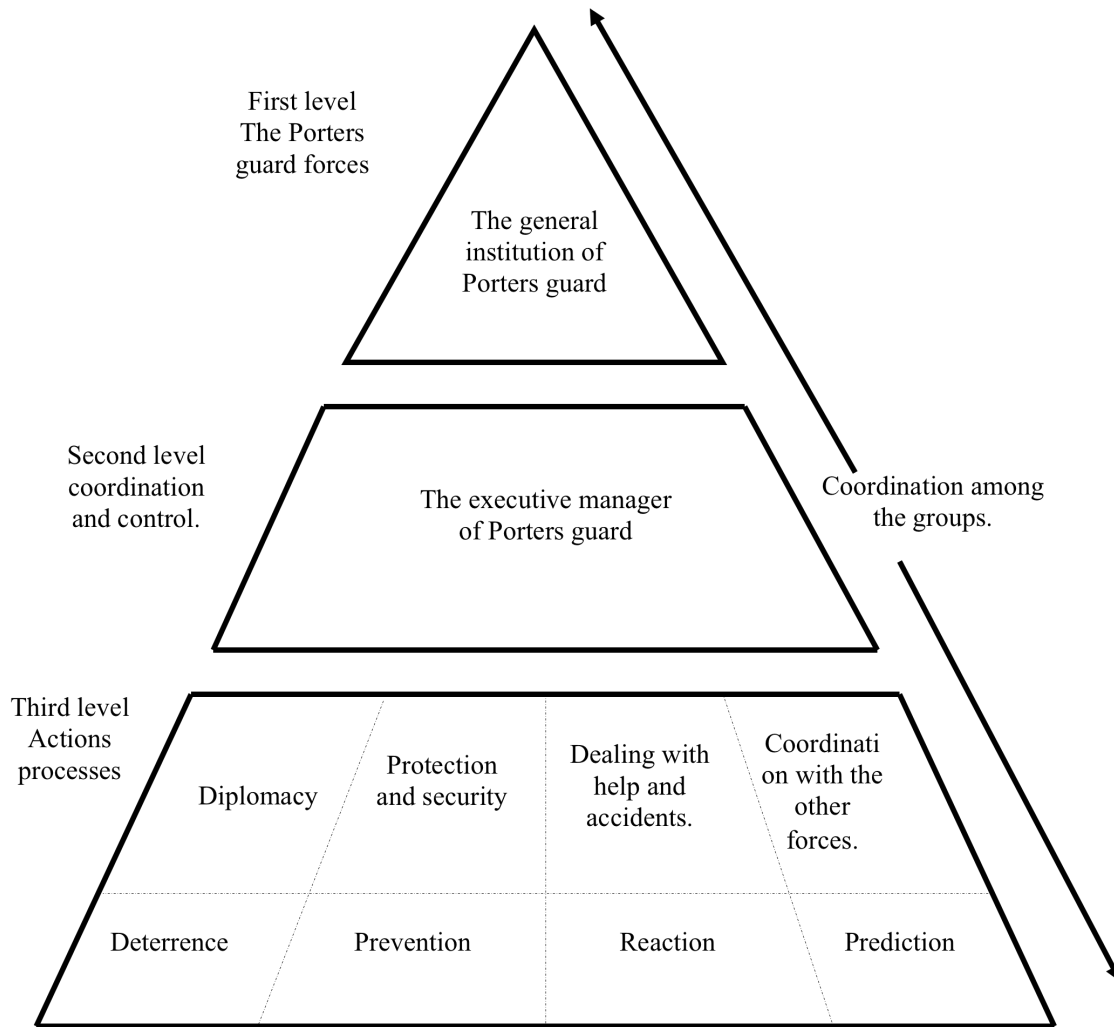 First level
The Porters
guard forces
The general
institution of
Porters guard
Second level
coordination
and control.
The executive manager
of Porters guard
Coordination among
the groups.
Third level
Actions
processes
Diplomacy
Protection
and security
Dealing with
help and
accidents.
Coordinati
on with the
other
forces.
Deterrence
Prevention
Reaction
Prediction